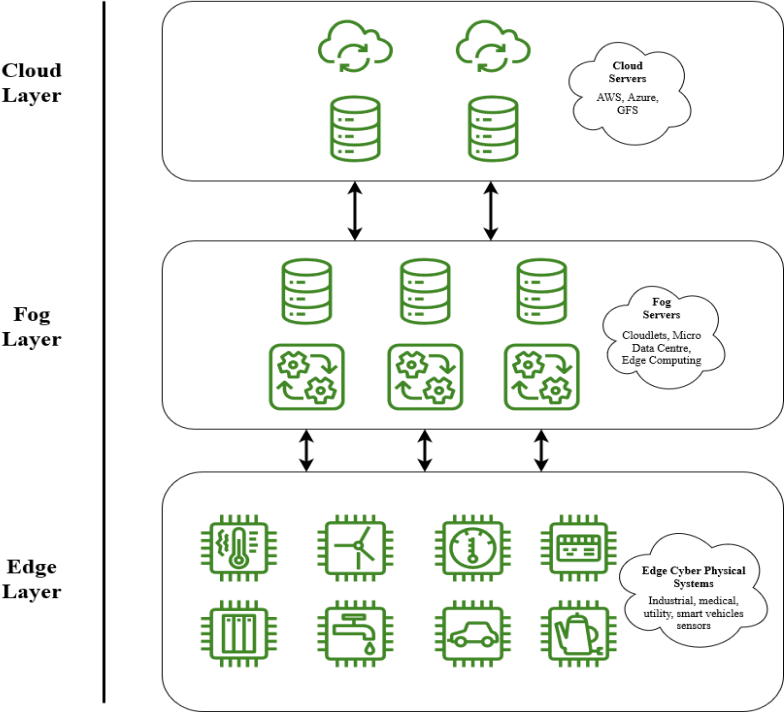 Cloud
Layer
Cloud
Servers
AWS, Azure,
GFS
Fog
Layer
Fog
Servers
Cloudlets, Micro
Data Centre,
Edge Computing
Edge
Layer
Edge Cyber Physical
Systems
Industrial, medical,
utility, smart vehicles
sensors